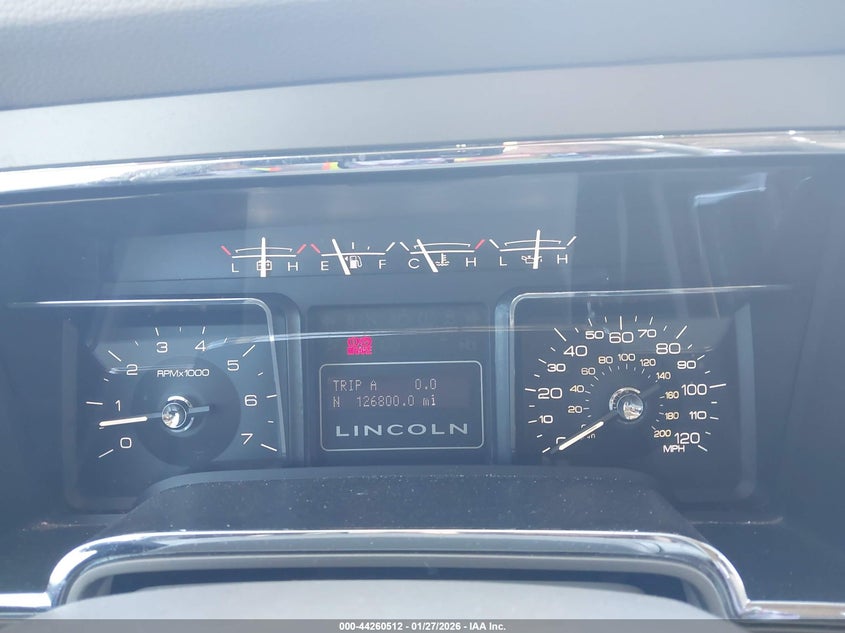 L H E F C H L H
0 1 2 3 4 5 6 7
RPMx1000
TRIP A 0.0
N 126800.0 mi
LINCOLN
0 20 30 40 50 60 70 80 90 100 110 120
MPH
20 40 60 80 100 120 140 160 180 200
000-44260512 - 01/27/2026 - © IAA Inc.